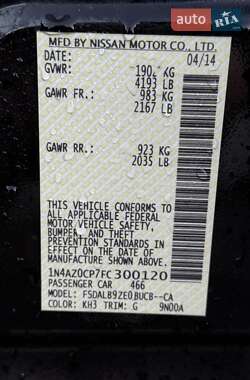 auto.ria.com
MFD BY NISSAN MOTOR CO., LTD.
DATE: 04/14
GVWR: 1902 KG
4193 LB
GAWR FR: 983 KG
2167 LB
GAWR RR: 923 KG
2035 LB
THIS VEHICLE CONFORMS TO
ALL APPLICABLE FEDERAL
MOTOR VEHICLE SAFETY,
BUMPER, AND THEFT
PREVENTION STANDARDS IN
EFFECT ON THE DATE OF
MANUFACTURE SHOWN ABOVE.
1N4AZ0CP7FC300120
PASSENGER CAR 466
MODEL: FSDALB9ZE0BUCB--CA
COLOR: KH3 TRIM: G 9N00A